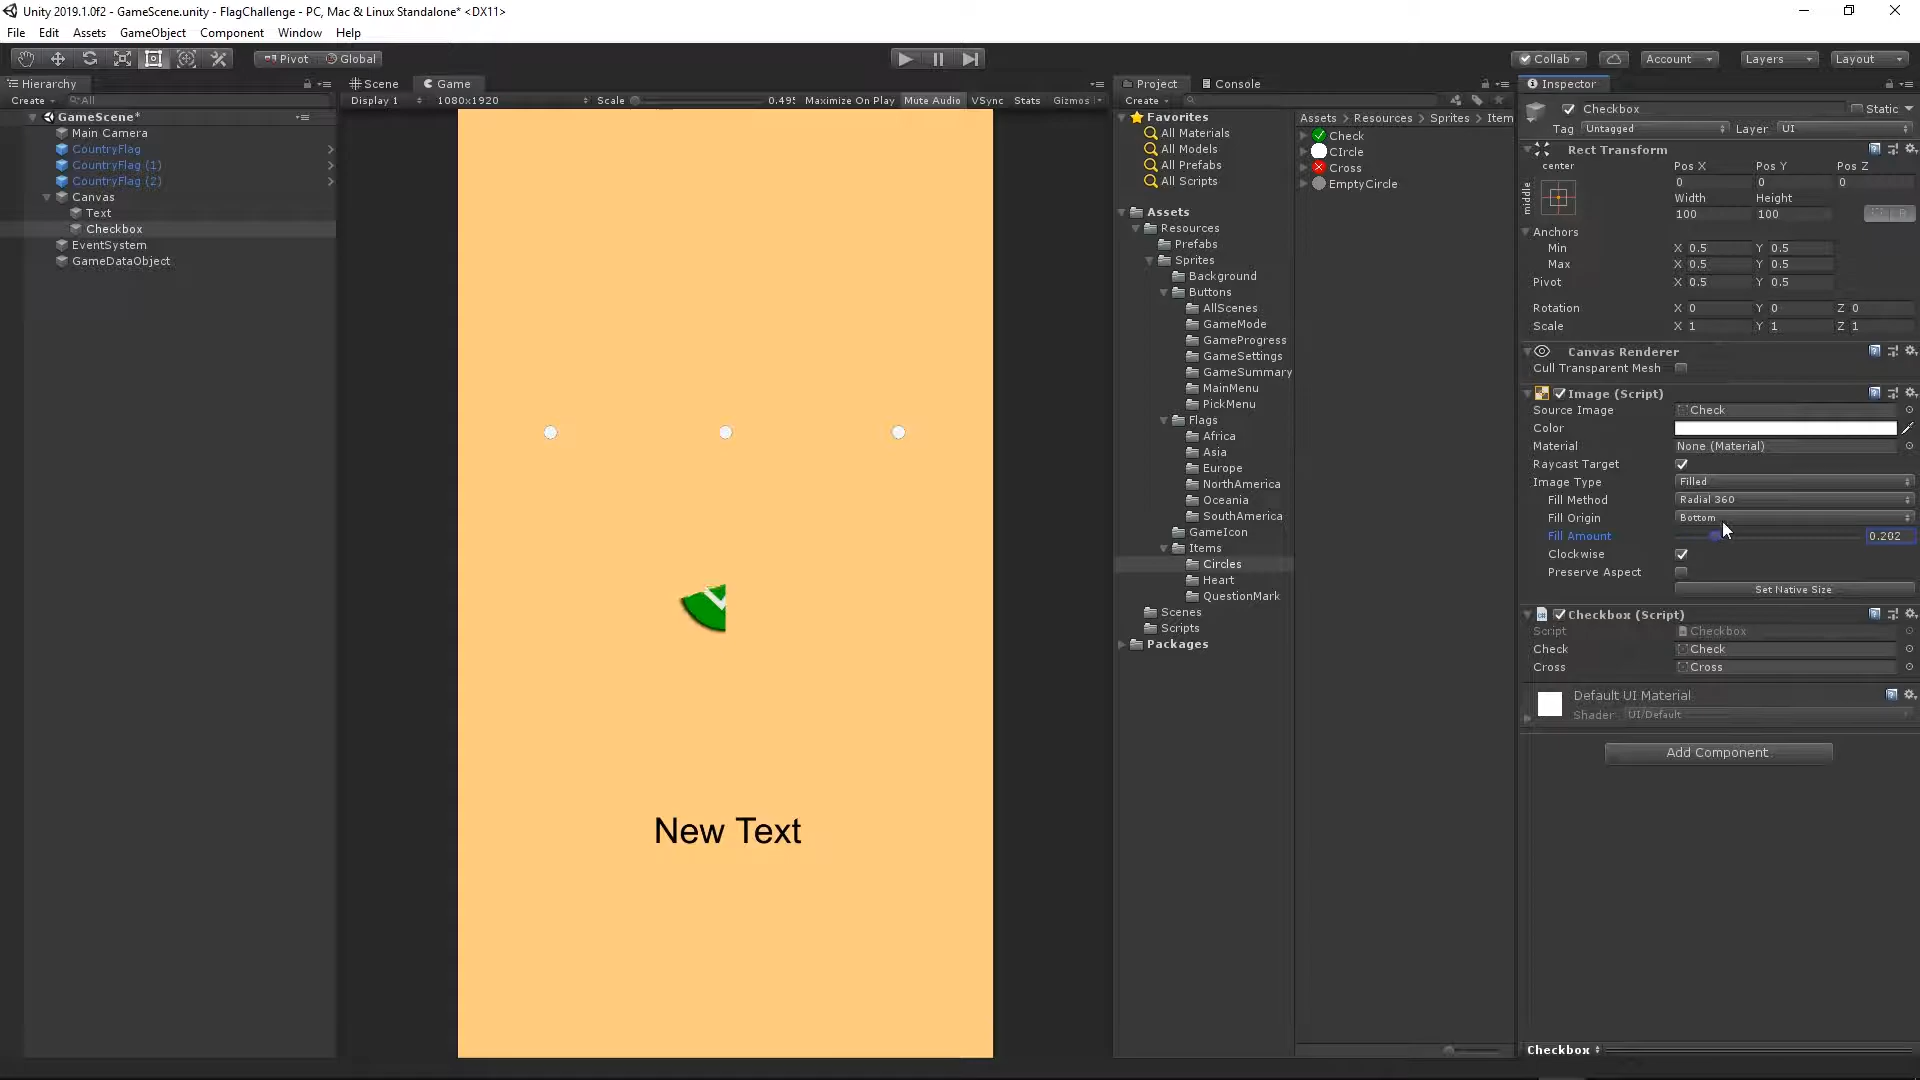 Unity 2019.1.0f2 - GameScene.unity - FlagChallenge - PC, Mac & Linux Standalone* <DX11>
File Edit Assets GameObject Component Window Help
Pivot Global Collab Account Layers Layout
Hierarchy
Create All
GameScene*
Main Camera
CountryFlag
CountryFlag (1)
CountryFlag (2)
Canvas
Text
Checkbox
EventSystem
GameDataObject
Scene Game
Display 1 1080x1920 Scale 0.495 Maximize On Play Mute Audio VSync Stats Gizmos
New Text
Project Console
Create
Favorites
All Materials
All Models
All Prefabs
All Scripts
Assets
Resources
Prefabs
Sprites
Background
Buttons
AllScenes
GameMode
GameProgress
GameSettings
GameSummary
MainMenu
PickMenu
Flags
Africa
Asia
Europe
NorthAmerica
Oceania
SouthAmerica
GameIcon
Items
Circles
Heart
QuestionMark
Scenes
Scripts
Packages
Assets > Resources > Sprites > Item
Check
CIrcle
Cross
EmptyCircle
Inspector
Checkbox Static
Tag Untagged Layer UI
Rect Transform
center Pos X Pos Y Pos Z
middle 0 0 0
Width Height
100 100
Anchors
Min X 0.5 Y 0.5
Max X 0.5 Y 0.5
Pivot X 0.5 Y 0.5
Rotation X 0 Y 0 Z 0
Scale X 1 Y 1 Z 1
Canvas Renderer
Cull Transparent Mesh
Image (Script)
Source Image Check
Color
Material None (Material)
Raycast Target
Image Type Filled
Fill Method Radial 360
Fill Origin Bottom
Fill Amount 0.202
Clockwise
Preserve Aspect
Set Native Size
Checkbox (Script)
Script Checkbox
Check Check
Cross Cross
Default UI Material
Shader UI/Default
Add Component
Checkbox